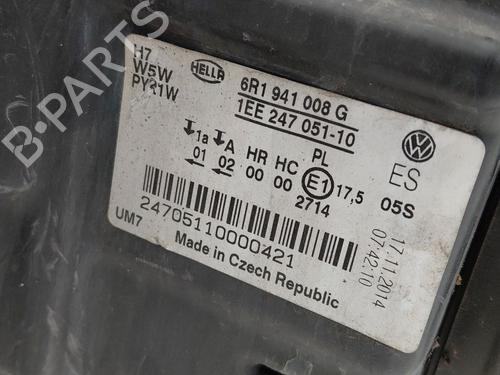 H7
W5W
PY21W
HELLA
6R1 941 008 G
1EE 247 051-10
1a A HR HC PL
01 02 00 00 E1 17,5
2714
ES
05S
24705110000421
UM7
Made in Czech Republic
17.11.2014
07:42:10
B-PARTS